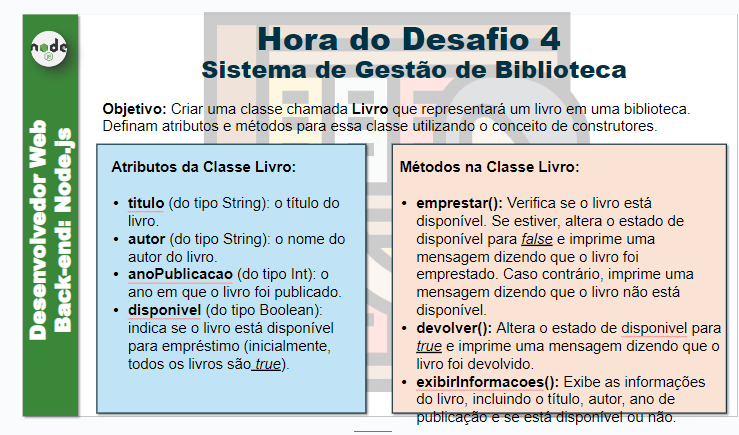 node
JS
Desenvolvedor Web
Back-end: Node.js
Hora do Desafio 4
Sistema de Gestão de Biblioteca
Objetivo: Criar uma classe chamada Livro que representará um livro em uma biblioteca.
Definam atributos e métodos para essa classe utilizando o conceito de construtores.
Atributos da Classe Livro:
• titulo (do tipo String): o título do
livro.
• autor (do tipo String): o nome do
autor do livro.
• anoPublicacao (do tipo Int): o
ano em que o livro foi publicado.
• disponivel (do tipo Boolean):
indica se o livro está disponível
para empréstimo (inicialmente,
todos os livros são true).
Métodos na Classe Livro:
• emprestar(): Verifica se o livro está
disponível. Se estiver, altera o estado de
disponível para false e imprime uma
mensagem dizendo que o livro foi
emprestado. Caso contrário, imprime uma
mensagem dizendo que o livro não está
disponível.
• devolver(): Altera o estado de disponivel para
true e imprime uma mensagem dizendo que o
livro foi devolvido.
• exibirInformacoes(): Exibe as informações
do livro, incluindo o título, autor, ano de
publicação e se está disponível ou não.